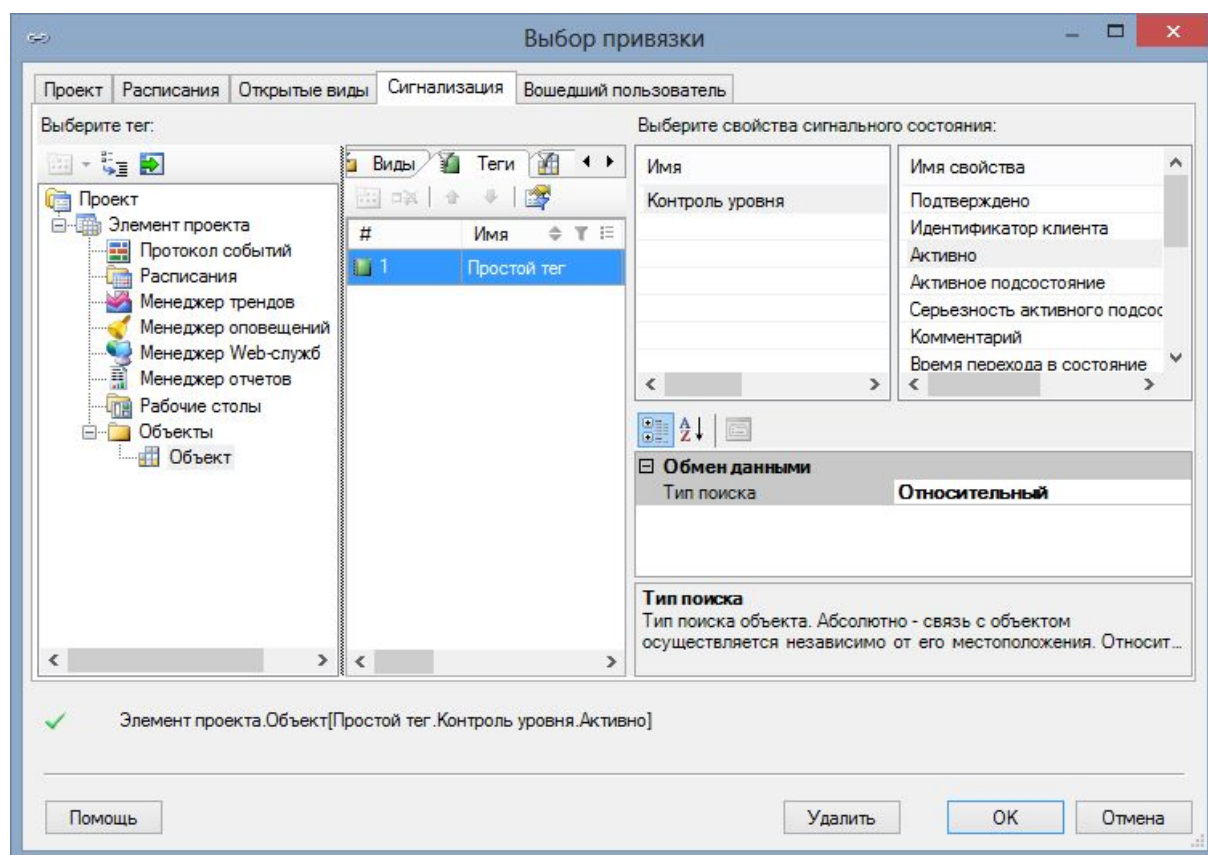 Выбор привязки
Проект Расписания Открытые виды Сигнализация Вошедший пользователь
Выберите тег:
Виды Теги
Проект
Элемент проекта
Протокол событий
Расписания
Менеджер трендов
Менеджер оповещений
Менеджер Web-служб
Менеджер отчетов
Рабочие столы
Объекты
Объект
# Имя
1 Простой тег
Выберите свойства сигнального состояния:
Имя
Контроль уровня
Имя свойства
Подтверждено
Идентификатор клиента
Активно
Активное подсостояние
Серьезность активного подсос
Комментарий
Время перехода в состояние
Обмен данными
Тип поиска Относительный
Тип поиска
Тип поиска объекта. Абсолютно - связь с объектом
осуществляется независимо от его местоположения. Относит...
Элемент проекта.Объект[Простой тег.Контроль уровня.Активно]
Помощь Удалить OK Отмена